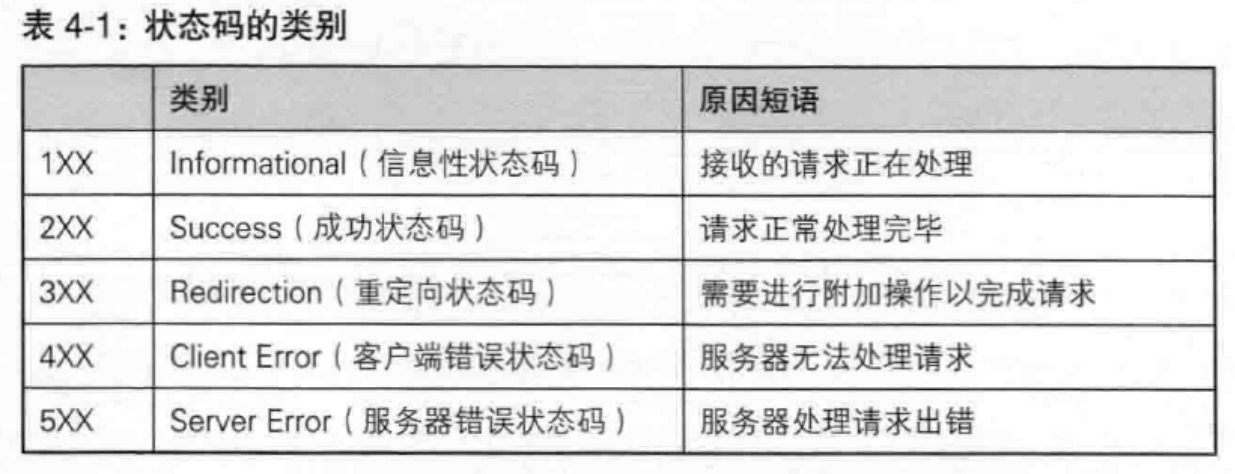 表 4-1：状态码的类别
类别 原因短语
1XX Informational（信息性状态码） 接收的请求正在处理
2XX Success（成功状态码） 请求正常处理完毕
3XX Redirection（重定向状态码） 需要进行附加操作以完成请求
4XX Client Error（客户端错误状态码） 服务器无法处理请求
5XX Server Error（服务器错误状态码） 服务器处理请求出错